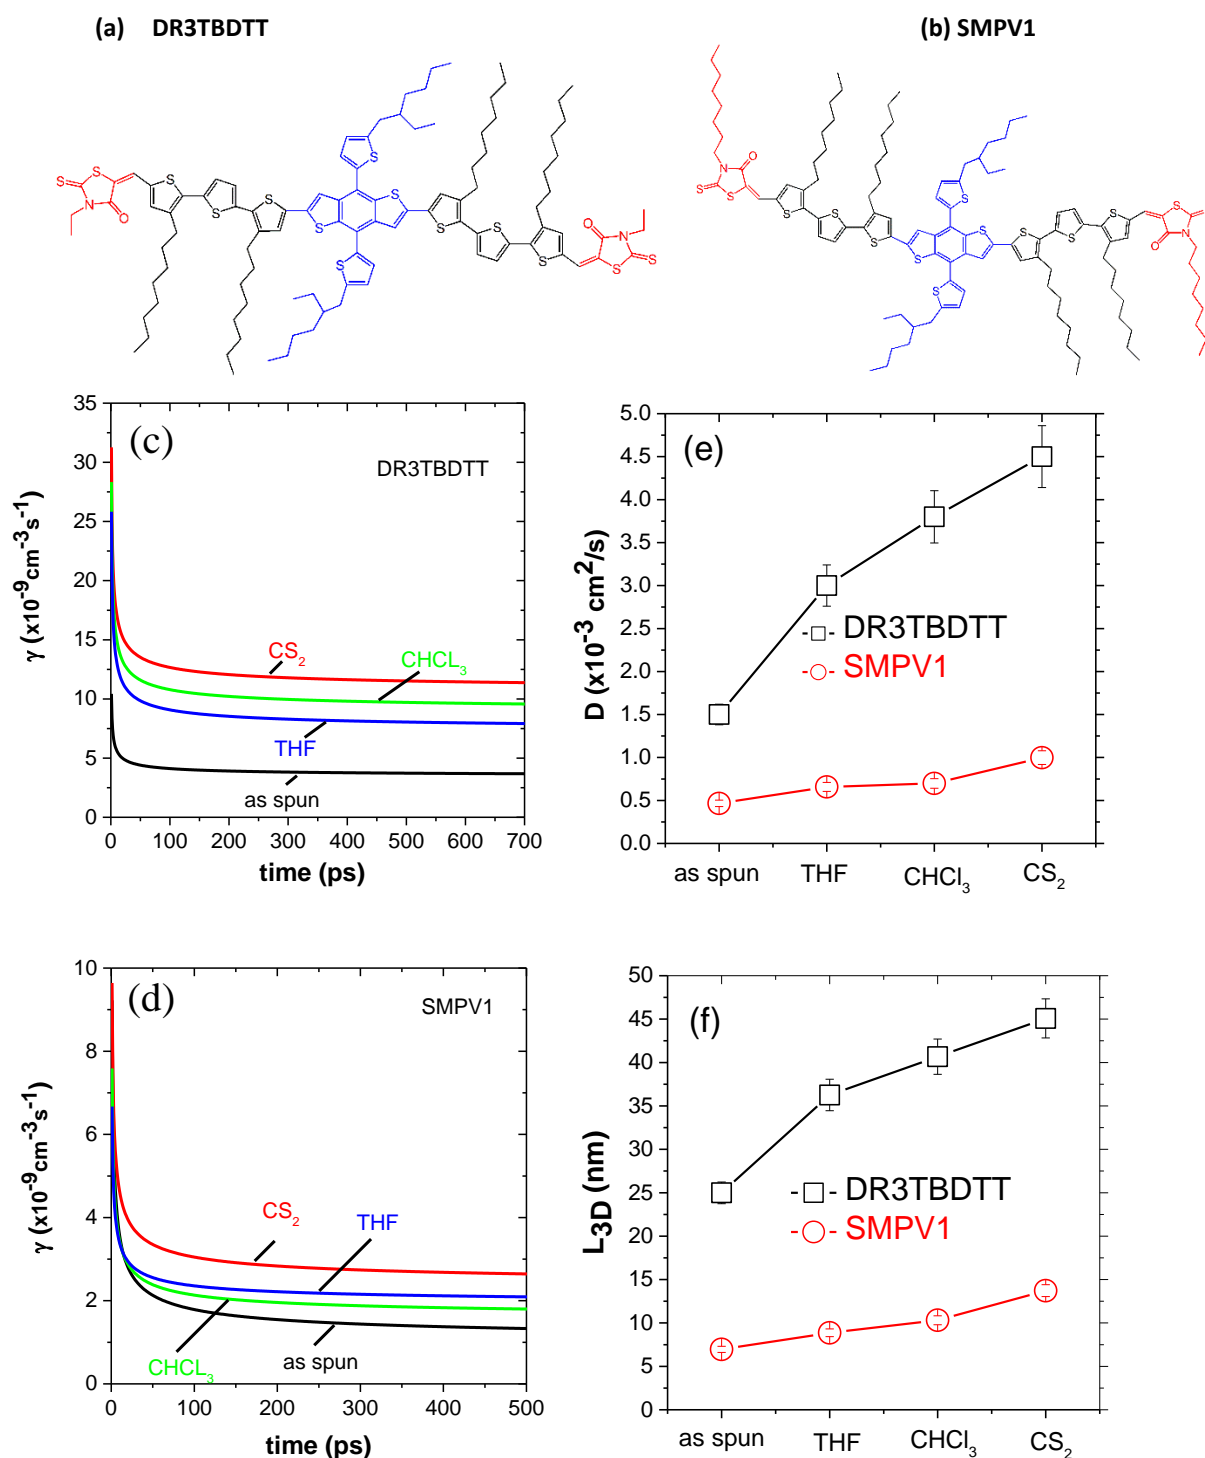 (a) DR3TBDTT
(b) SMPV1
S
S
N
O
S
S
S
S
S
S
S
S
S
S
O
N
S
S
N
O
S
S
S
S
S
S
S
S
S
S
S
S
S
O
N
35
30
25
20
15
10
5
0
γ (x10⁻⁹cm⁻³s⁻¹)
(c)
DR3TBDTT
CS₂
CHCL₃
THF
as spun
0 100 200 300 400 500 600 700
time (ps)
5.0
4.5
4.0
3.5
3.0
2.5
2.0
1.5
1.0
0.5
0.0
D (x10⁻³ cm²/s)
(e)
DR3TBDTT
SMPV1
as spun THF CHCl₃ CS₂
10
8
6
4
2
0
γ (x10⁻⁹cm⁻³s⁻¹)
(d)
SMPV1
CS₂
THF
CHCL₃
as spun
0 100 200 300 400 500
time (ps)
50
45
40
35
30
25
20
15
10
5
0
L3D (nm)
(f)
DR3TBDTT
SMPV1
as spun THF CHCl₃ CS₂